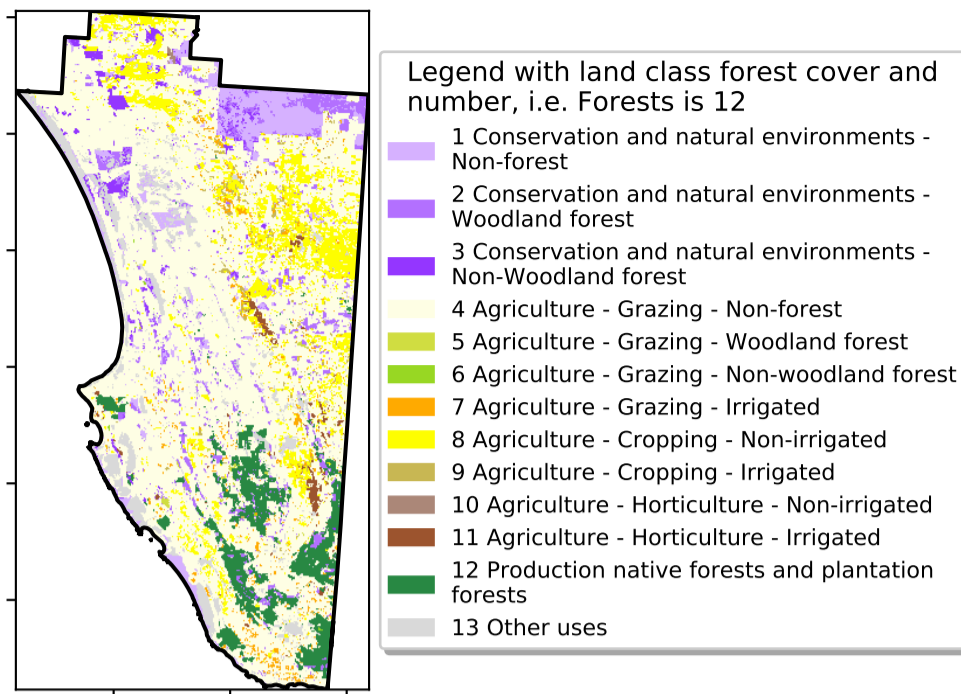 Legend with land class forest cover and
number, i.e. Forests is 12
1 Conservation and natural environments -
Non-forest
2 Conservation and natural environments -
Woodland forest
3 Conservation and natural environments -
Non-Woodland forest
4 Agriculture - Grazing - Non-forest
5 Agriculture - Grazing - Woodland forest
6 Agriculture - Grazing - Non-woodland forest
7 Agriculture - Grazing - Irrigated
8 Agriculture - Cropping - Non-irrigated
9 Agriculture - Cropping - Irrigated
10 Agriculture - Horticulture - Non-irrigated
11 Agriculture - Horticulture - Irrigated
12 Production native forests and plantation
forests
13 Other uses